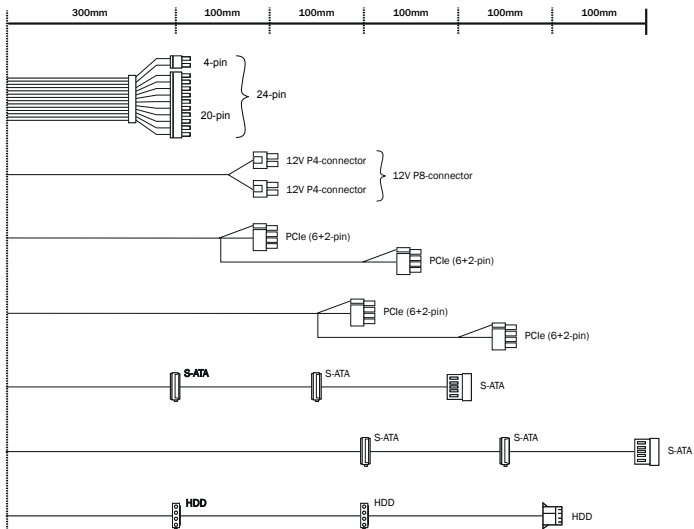 300mm 100mm 100mm 100mm 100mm 100mm
4-pin
24-pin
20-pin
12V P4-connector
12V P8-connector
12V P4-connector
PCIe (6+2-pin)
PCIe (6+2-pin)
PCIe (6+2-pin)
PCIe (6+2-pin)
S-ATA S-ATA S-ATA
S-ATA S-ATA S-ATA
HDD HDD HDD